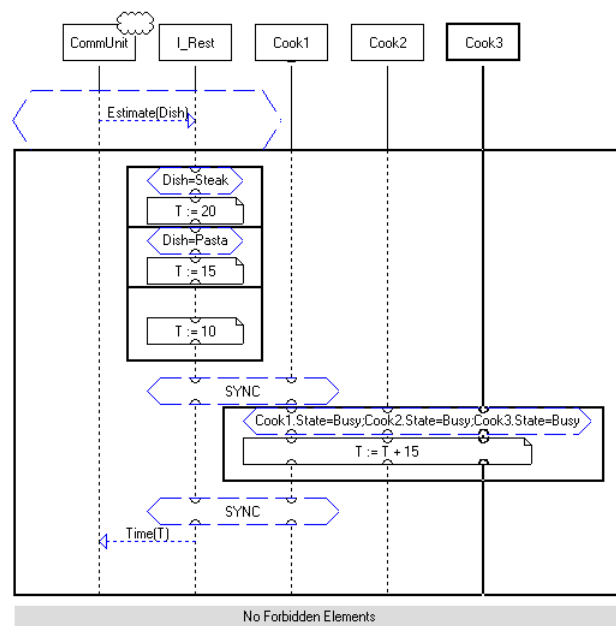 CommUnit I_Rest Cook1 Cook2 Cook3
Estimate(Dish)
Dish=Steak
T := 20
Dish=Pasta
T := 15
T := 10
SYNC
Cook1.State=Busy;Cook2.State=Busy;Cook3.State=Busy
T := T + 15
SYNC
Time(T)
No Forbidden Elements